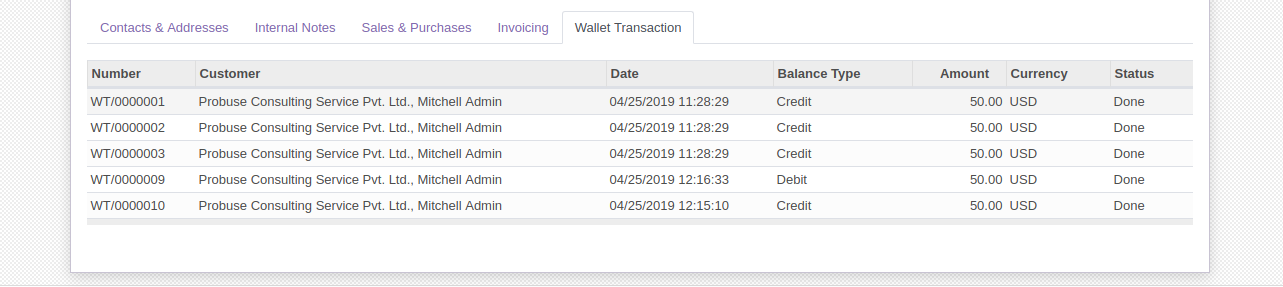 Contacts & Addresses Internal Notes Sales & Purchases Invoicing Wallet Transaction
Number Customer Date Balance Type Amount Currency Status
WT/0000001 Probuse Consulting Service Pvt. Ltd., Mitchell Admin 04/25/2019 11:28:29 Credit 50.00 USD Done
WT/0000002 Probuse Consulting Service Pvt. Ltd., Mitchell Admin 04/25/2019 11:28:29 Credit 50.00 USD Done
WT/0000003 Probuse Consulting Service Pvt. Ltd., Mitchell Admin 04/25/2019 11:28:29 Credit 50.00 USD Done
WT/0000009 Probuse Consulting Service Pvt. Ltd., Mitchell Admin 04/25/2019 12:16:33 Debit 50.00 USD Done
WT/0000010 Probuse Consulting Service Pvt. Ltd., Mitchell Admin 04/25/2019 12:15:10 Credit 50.00 USD Done